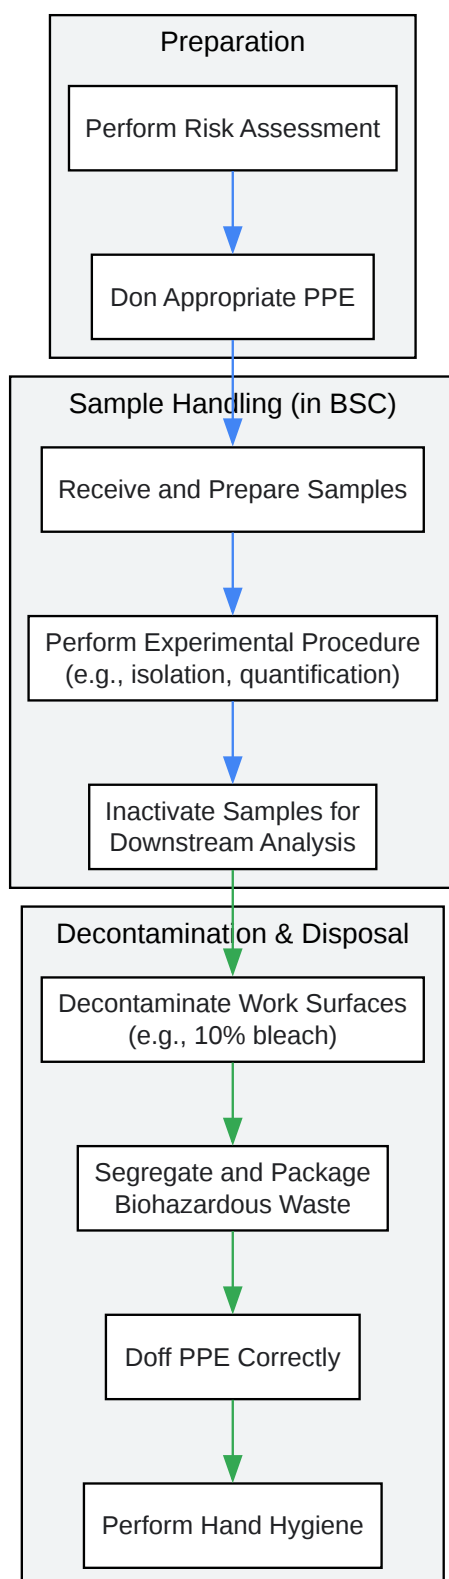 Preparation
Perform Risk Assessment
Don Appropriate PPE
Sample Handling (in BSC)
Receive and Prepare Samples
Perform Experimental Procedure
(e.g., isolation, quantification)
Inactivate Samples for
Downstream Analysis
Decontamination & Disposal
Decontaminate Work Surfaces
(e.g., 10% bleach)
Segregate and Package
Biohazardous Waste
Doff PPE Correctly
Perform Hand Hygiene